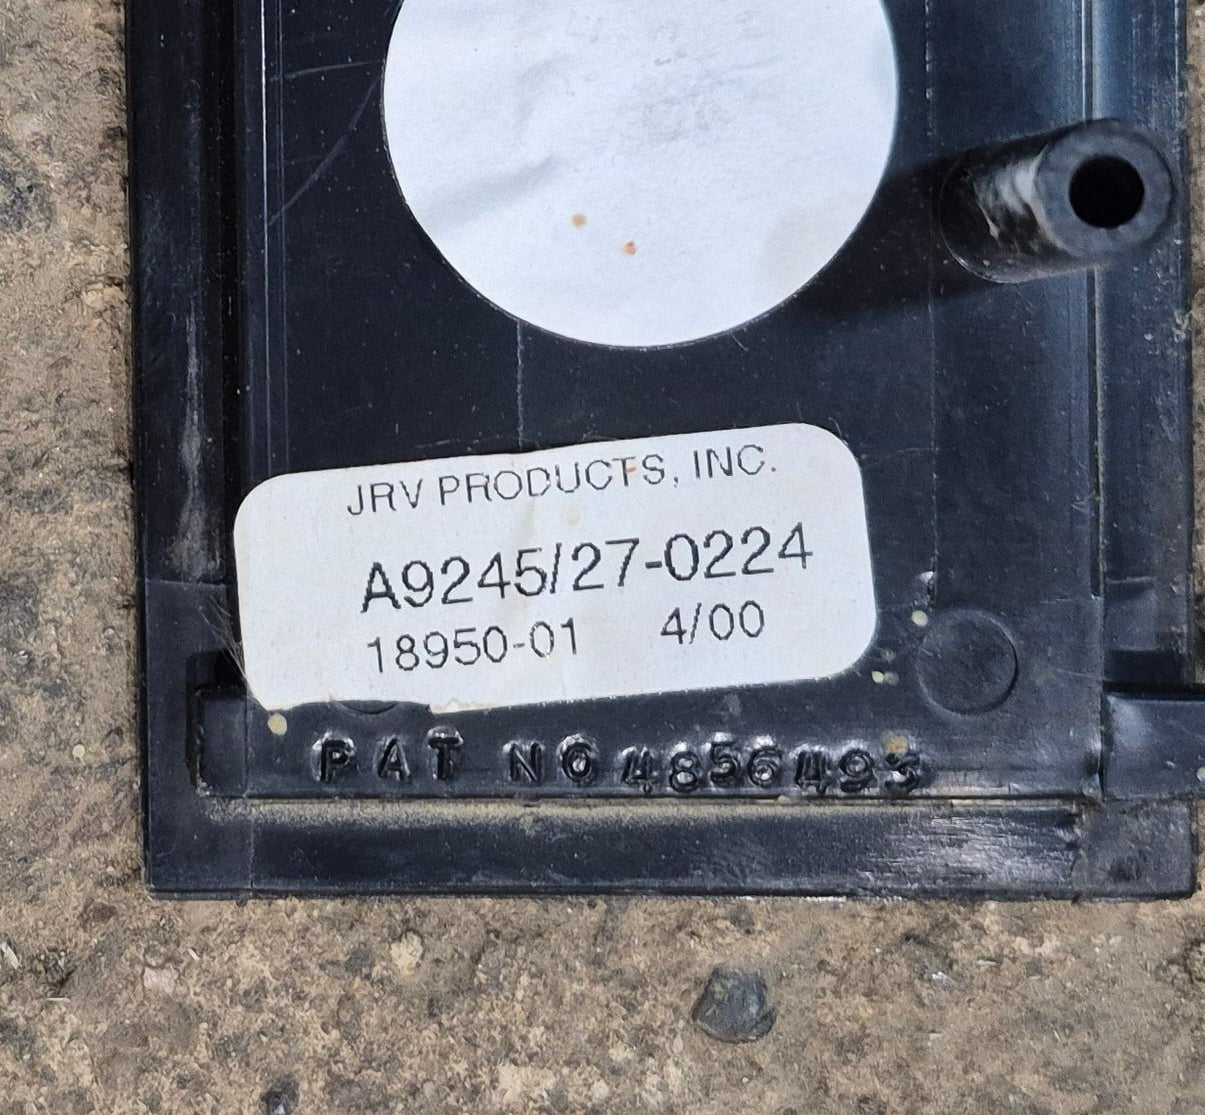 JRV PRODUCTS, INC.
A9245/27-0224
18950-01 4/00
PAT NO 4856493